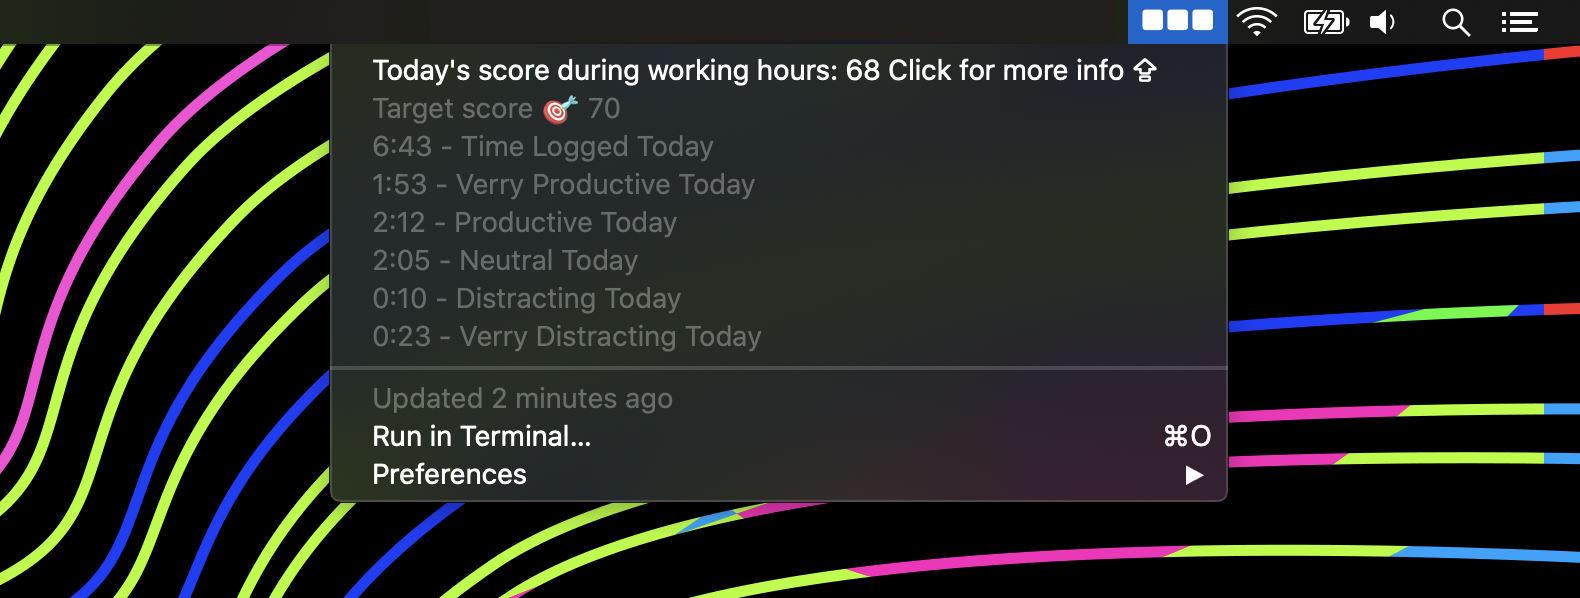 Today's score during working hours: 68 Click for more info
Target score 🎯 70
6:43 - Time Logged Today
1:53 - Verry Productive Today
2:12 - Productive Today
2:05 - Neutral Today
0:10 - Distracting Today
0:23 - Verry Distracting Today
Updated 2 minutes ago
Run in Terminal... ⌘O
Preferences ▶